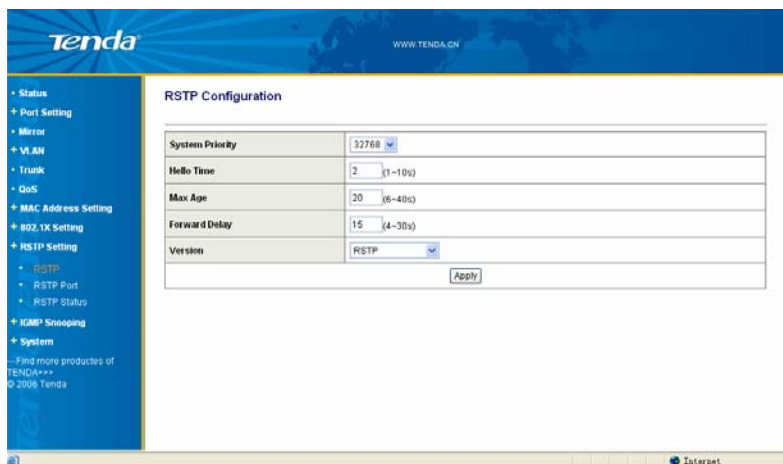 Tenda
WWW.TENDA.CN
• Status
+ Port Setting
• Mirror
+ VLAN
• Trunk
• QoS
+ MAC Address Setting
+ 802.1X Setting
+ RSTP Setting
• RSTP
• RSTP Port
• RSTP Status
+ IGMP Snooping
+ System
---Find more productes of
TENDA>>>
© 2006 Tenda
RSTP Configuration
System Priority 32768
Hello Time 2 (1~10s)
Max Age 20 (6~40s)
Forward Delay 15 (4~30s)
Version RSTP
Apply
Internet